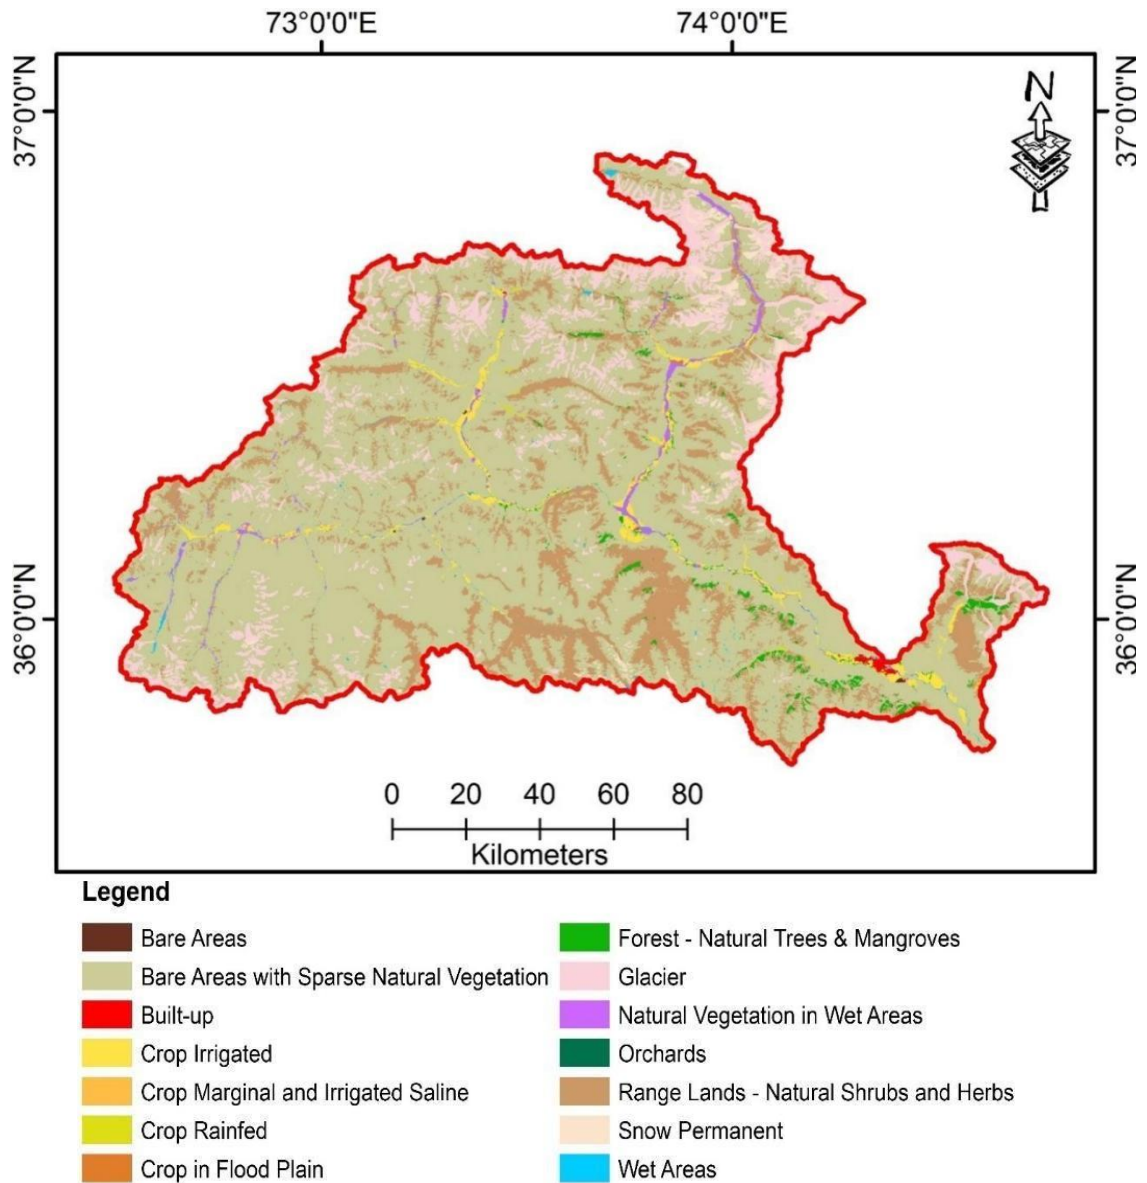 73°0'0"E 74°0'0"E
37°0'0"N 37°0'0"N
N
36°0'0"N 36°0'0"N
0 20 40 60 80
Kilometers
Legend
Bare Areas
Bare Areas with Sparse Natural Vegetation
Built-up
Crop Irrigated
Crop Marginal and Irrigated Saline
Crop Rainfed
Crop in Flood Plain
Forest - Natural Trees & Mangroves
Glacier
Natural Vegetation in Wet Areas
Orchards
Range Lands - Natural Shrubs and Herbs
Snow Permanent
Wet Areas